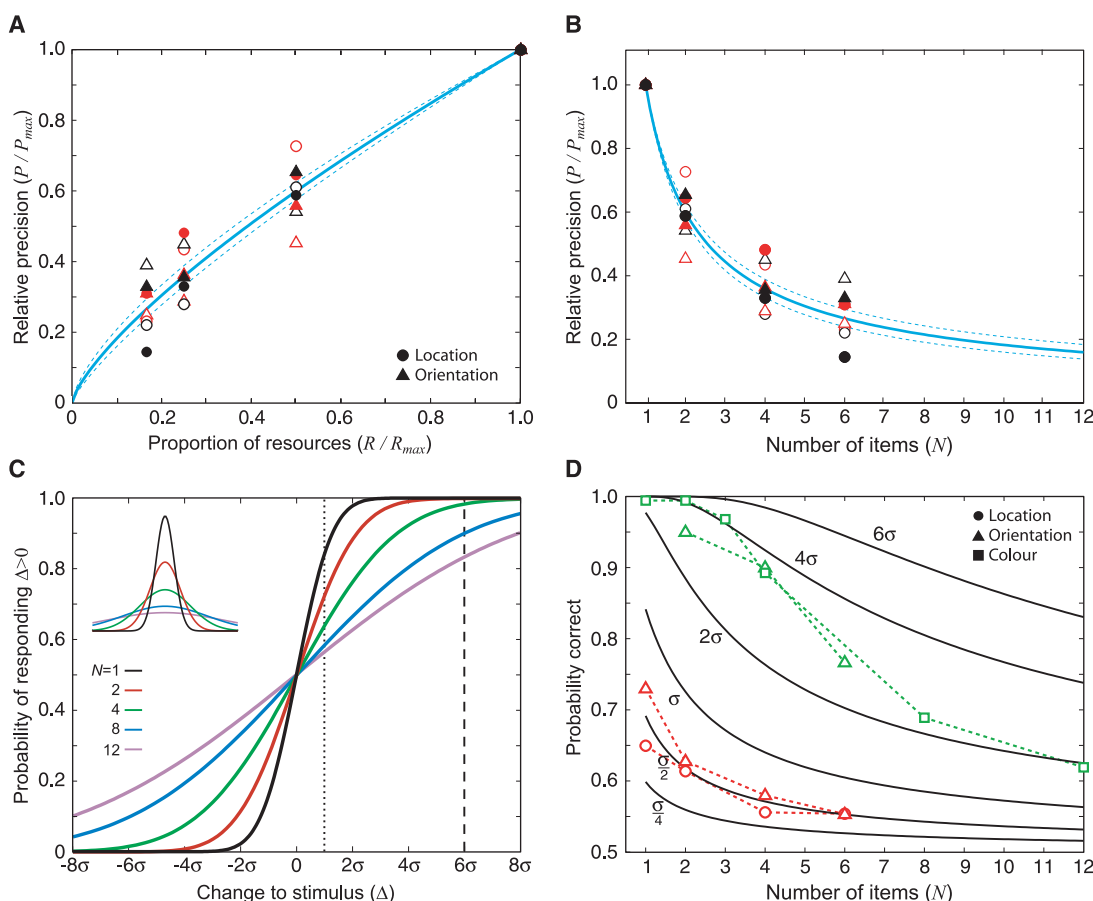 A
Relative precision (P / Pmax)
1.0
0.8
0.6
0.4
0.2
0
0 0.2 0.4 0.6 0.8 1.0
Proportion of resources (R / Rmax)
Location
Orientation
B
Relative precision (P / Pmax)
1.0
0.8
0.6
0.4
0.2
0
1 2 3 4 5 6 7 8 9 10 11 12
Number of items (N)
C
Probability of responding Δ>0
1.0
0.8
0.6
0.4
0.2
0
N=1
2
4
8
12
-8σ -6σ -4σ -2σ 0 2σ 4σ 6σ 8σ
Change to stimulus (Δ)
D
Probability correct
1.0
0.9
0.8
0.7
0.6
0.5
Location
Orientation
Colour
6σ
4σ
2σ
σ
σ/2
σ/4
1 2 3 4 5 6 7 8 9 10 11 12
Number of items (N)